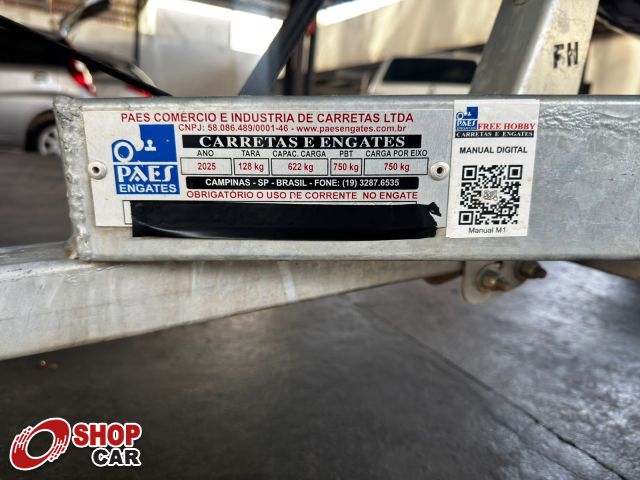 PAES COMÉRCIO E INDUSTRIA DE CARRETAS LTDA
CNPJ: 58.086.489/0001-46 - www.paesengates.com.br
CARRETAS E ENGATES
ANO TARA CAPAC. CARGA PBT CARGA POR EIXO
2025 128 kg 622 kg 750 kg 750 kg
CAMPINAS - SP - BRASIL - FONE: (19) 3287.6535
OBRIGATÓRIO O USO DE CORRENTE NO ENGATE
PAES
ENGATES
PAES
ENGATES
FREE HOBBY
CARRETAS E ENGATES
MANUAL DIGITAL
Manual M1
FH
SHOP
CAR